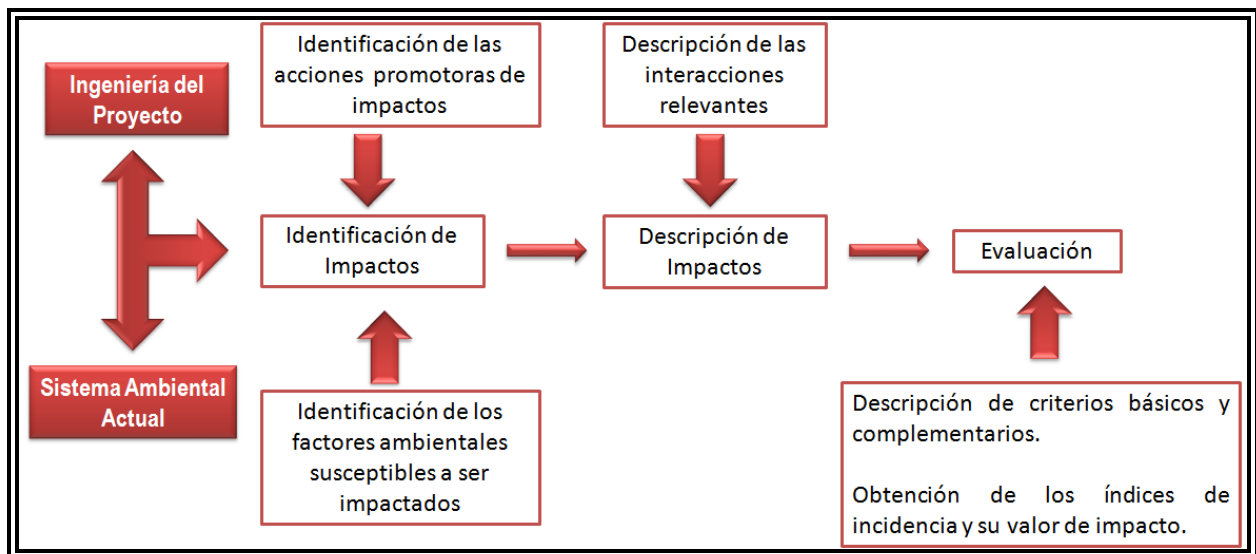 Ingeniería del
Proyecto
Identificación de las
acciones promotoras de
impactos
Descripción de las
interacciones
relevantes
Identificación de
Impactos
Descripción de
Impactos
Evaluación
Sistema Ambiental
Actual
Identificación de los
factores ambientales
susceptibles a ser
impactados
Descripción de criterios básicos y
complementarios.
Obtención de los índices de
incidencia y su valor de impacto.